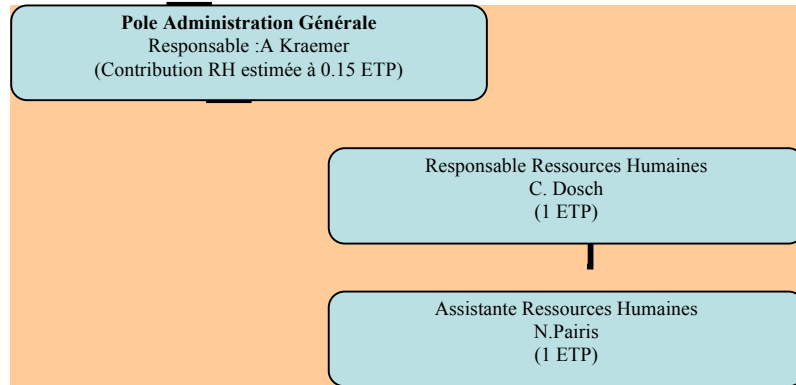 Pole Administration Générale
Responsable :A Kraemer
(Contribution RH estimée à 0.15 ETP)
Responsable Ressources Humaines
C. Dosch
(1 ETP)
Assistante Ressources Humaines
N.Pairis
(1 ETP)